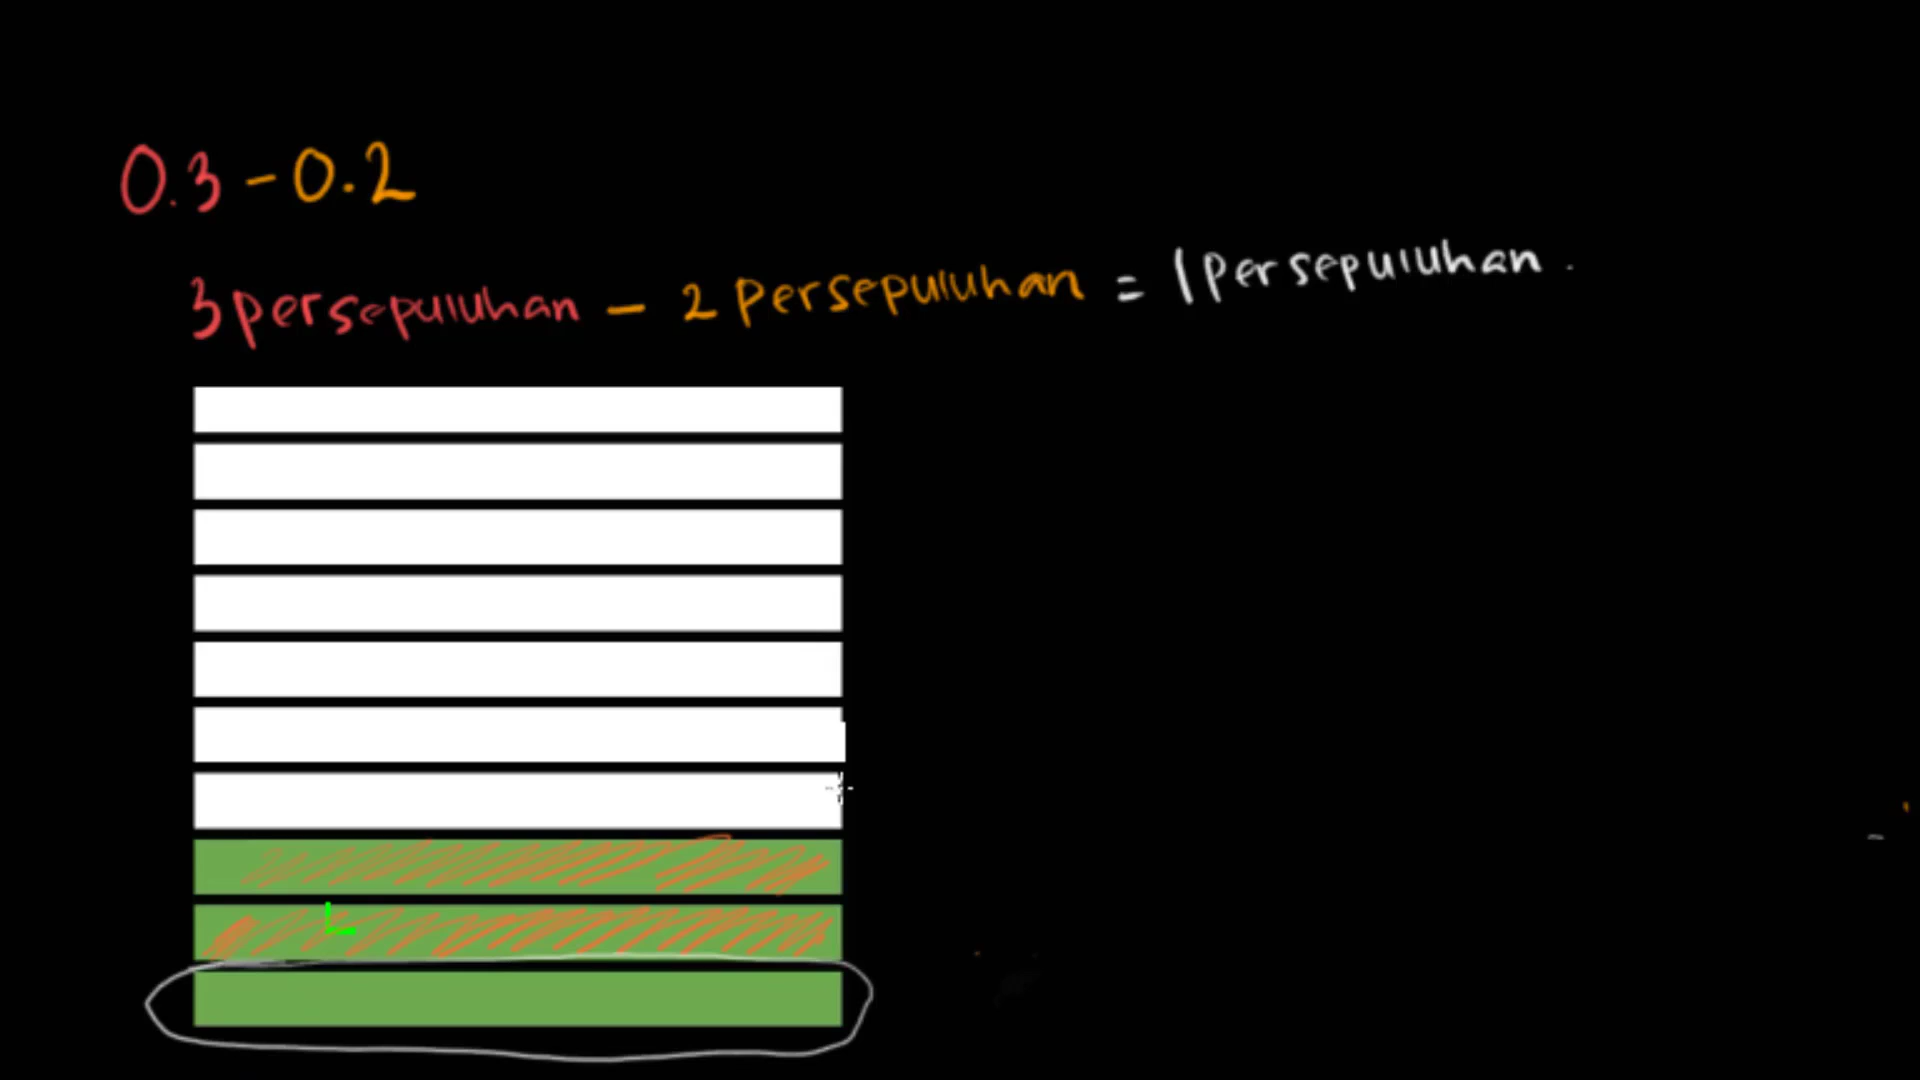 0.3 - 0.2
3 persepuluhan - 2 persepuluhan = 1 persepuluhan.